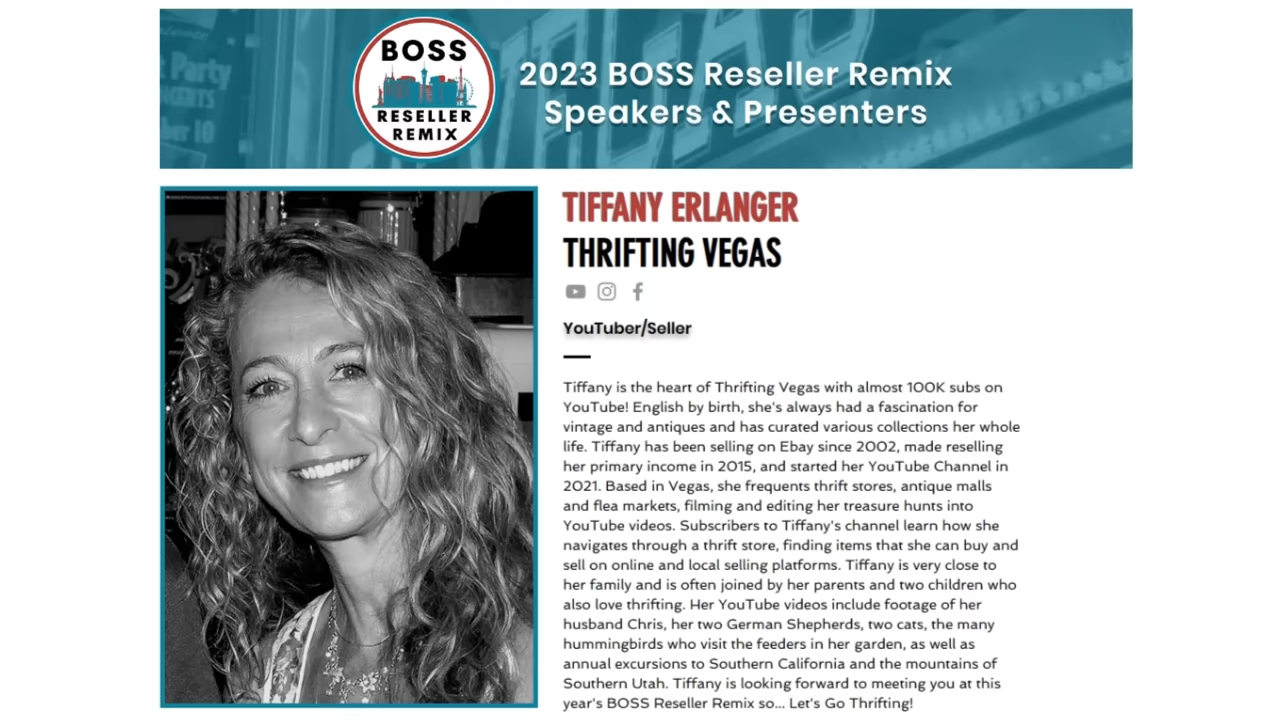 BOSS
RESELLER
REMIX
2023 BOSS Reseller Remix
Speakers & Presenters
TIFFANY ERLANGER
THRIFTING VEGAS
YouTuber/Seller
Tiffany is the heart of Thrifting Vegas with almost 100K subs on
YouTube! English by birth, she's always had a fascination for
vintage and antiques and has curated various collections her whole
life. Tiffany has been selling on Ebay since 2002, made reselling
her primary income in 2015, and started her YouTube Channel in
2021. Based in Vegas, she frequents thrift stores, antique malls
and flea markets, filming and editing her treasure hunts into
YouTube videos. Subscribers to Tiffany's channel learn how she
navigates through a thrift store, finding items that she can buy and
sell on online and local selling platforms. Tiffany is very close to
her family and is often joined by her parents and two children who
also love thrifting. Her YouTube videos include footage of her
husband Chris, her two German Shepherds, two cats, the many
hummingbirds who visit the feeders in her garden, as well as
annual excursions to Southern California and the mountains of
Southern Utah. Tiffany is looking forward to meeting you at this
year's BOSS Reseller Remix so... Let's Go Thrifting!